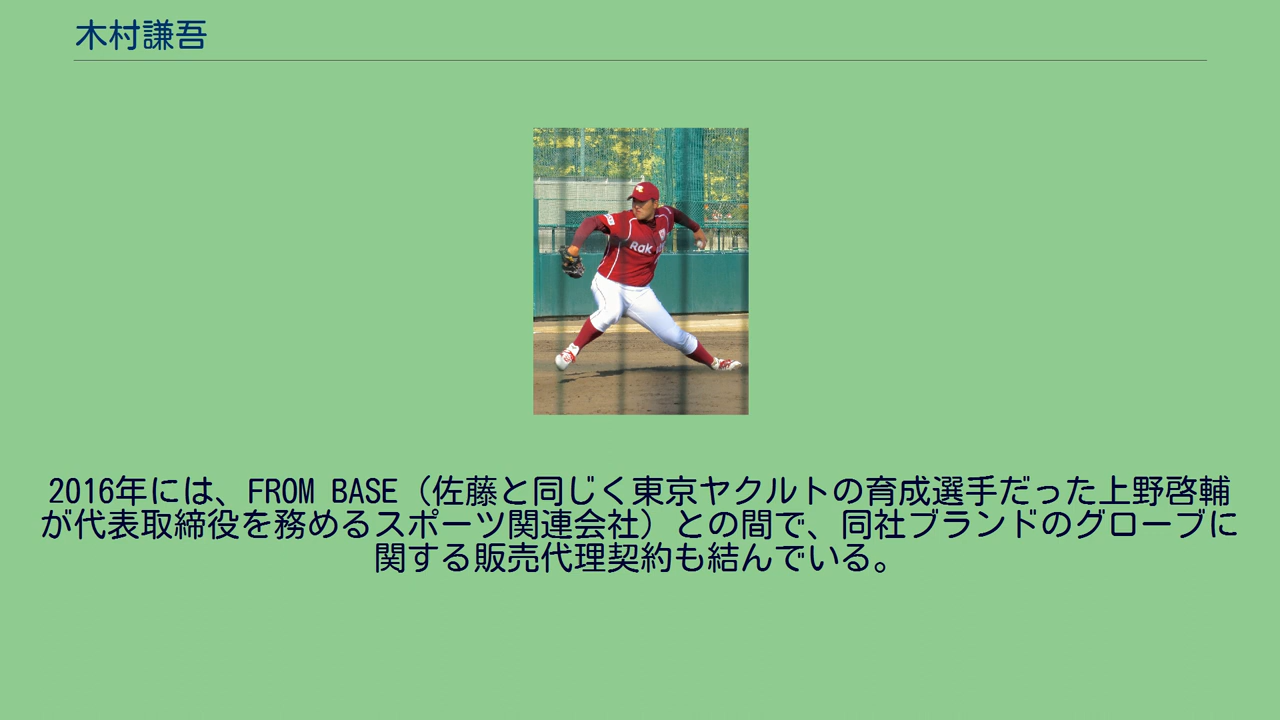 木村謙吾
Rak
2016年には、FROM BASE（佐藤と同じく東京ヤクルトの育成選手だった上野啓輔
が代表取締役を務めるスポーツ関連会社）との間で、同社ブランドのグローブに
関する販売代理契約も結んでいる。